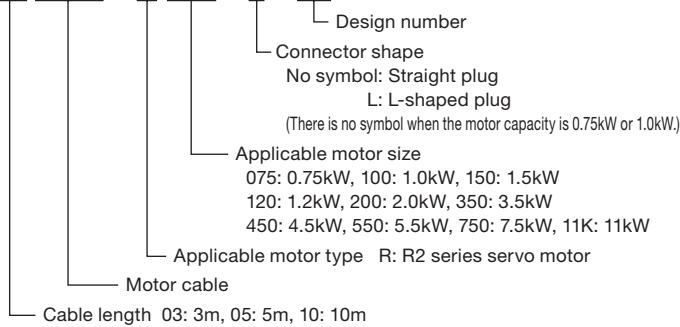 Design number
Connector shape
No symbol: Straight plug
L: L-shaped plug
(There is no symbol when the motor capacity is 0.75kW or 1.0kW.)
Applicable motor size
075: 0.75kW, 100: 1.0kW, 150: 1.5kW
120: 1.2kW, 200: 2.0kW, 350: 3.5kW
450: 4.5kW, 550: 5.5kW, 750: 7.5kW, 11K: 11kW
Applicable motor type R: R2 series servo motor
Motor cable
Cable length 03: 3m, 05: 5m, 10: 10m